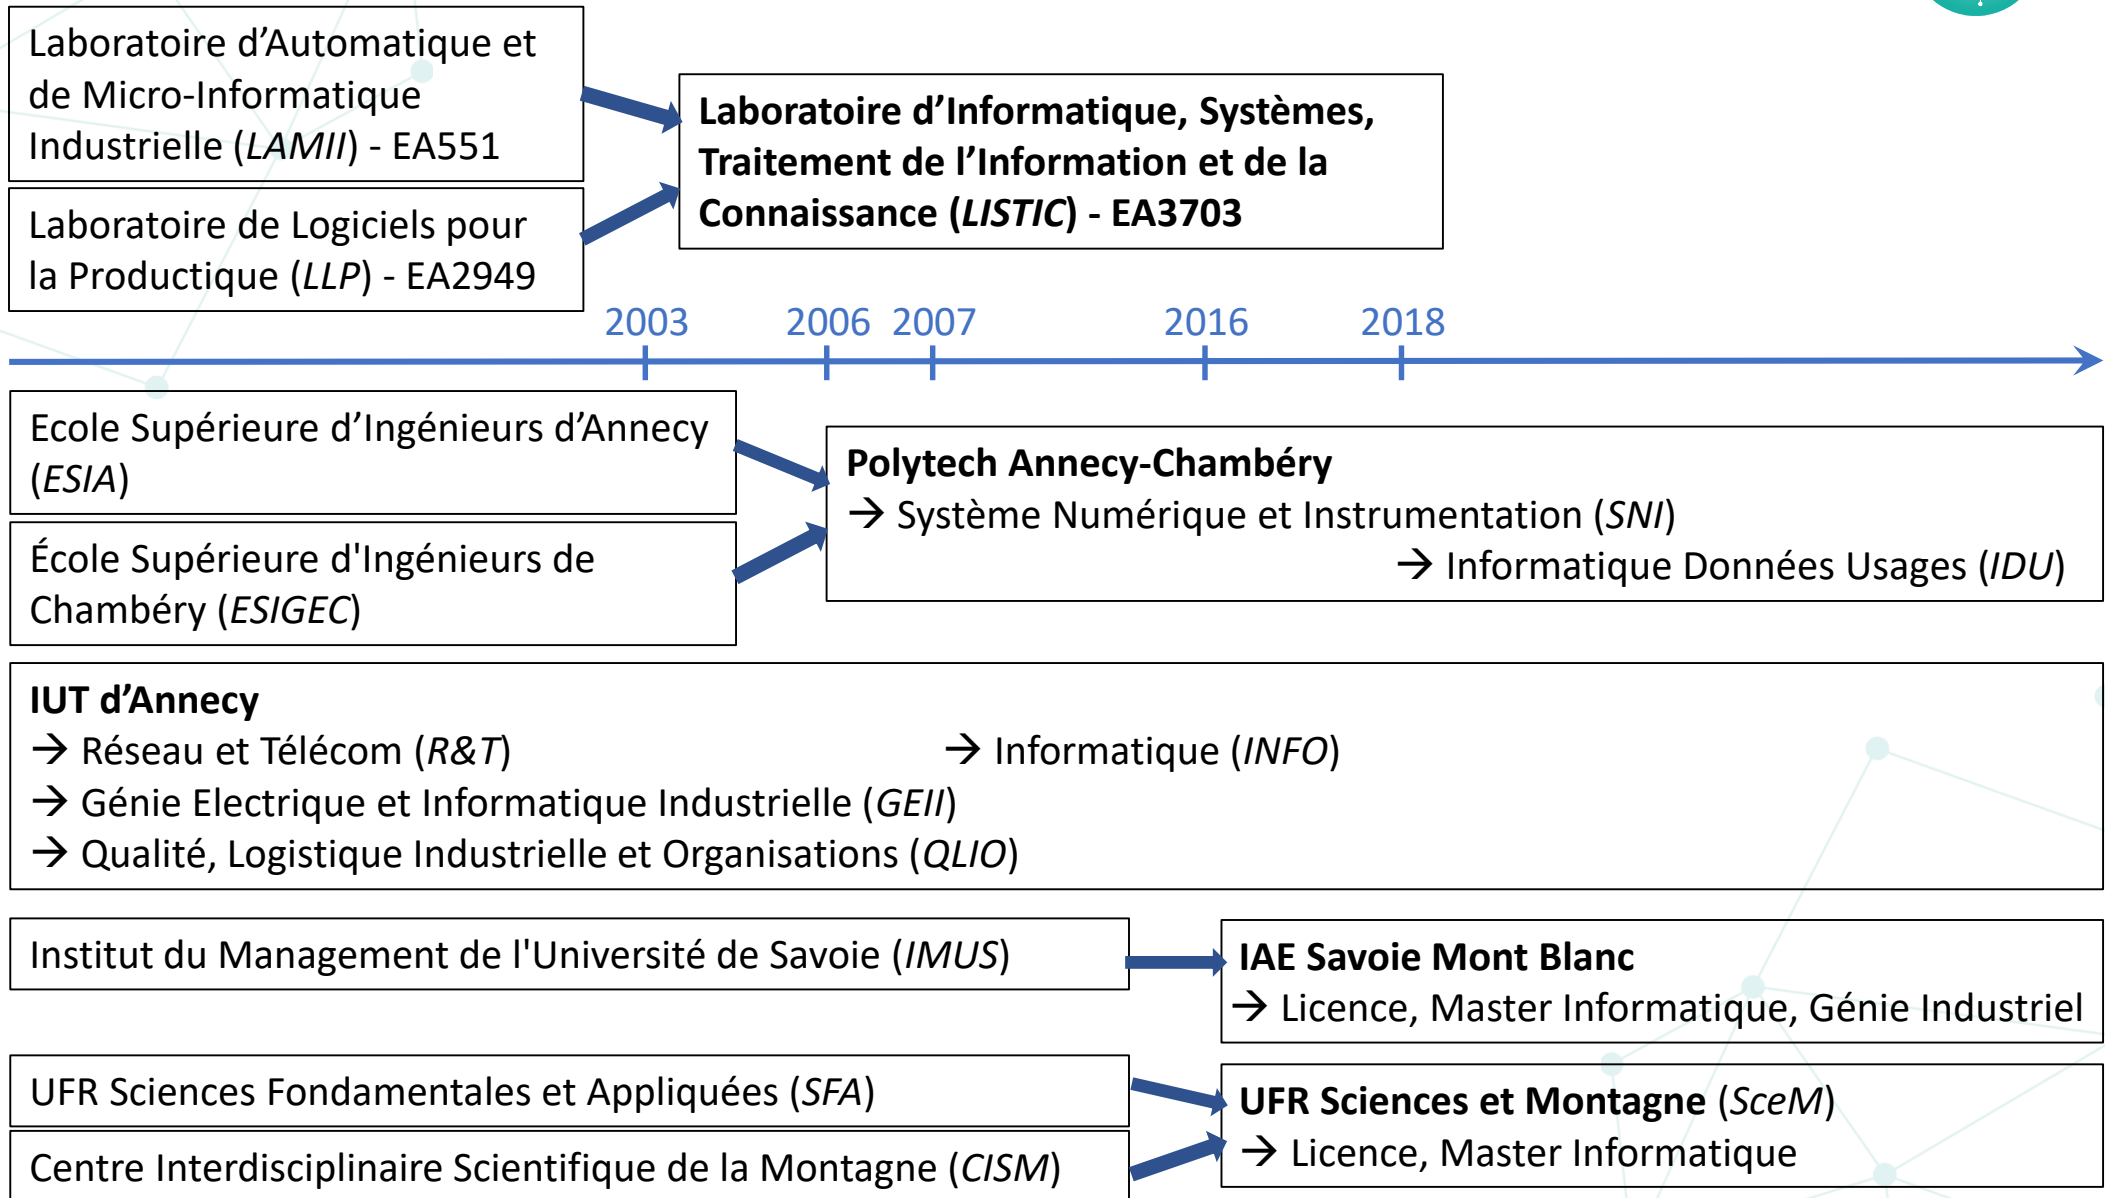 Laboratoire d’Automatique et
de Micro-Informatique
Industrielle (LAMII) - EA551
Laboratoire de Logiciels pour
la Productique (LLP) - EA2949
Laboratoire d’Informatique, Systèmes,
Traitement de l’Information et de la
Connaissance (LISTIC) - EA3703
2003 2006 2007 2016 2018
Ecole Supérieure d’Ingénieurs d’Annecy
(ESIA)
École Supérieure d'Ingénieurs de
Chambéry (ESIGEC)
Polytech Annecy-Chambéry
→ Système Numérique et Instrumentation (SNI)
→ Informatique Données Usages (IDU)
IUT d’Annecy
→ Réseau et Télécom (R&T) → Informatique (INFO)
→ Génie Electrique et Informatique Industrielle (GEII)
→ Qualité, Logistique Industrielle et Organisations (QLIO)
Institut du Management de l'Université de Savoie (IMUS)
IAE Savoie Mont Blanc
→ Licence, Master Informatique, Génie Industriel
UFR Sciences Fondamentales et Appliquées (SFA)
Centre Interdisciplinaire Scientifique de la Montagne (CISM)
UFR Sciences et Montagne (SceM)
→ Licence, Master Informatique